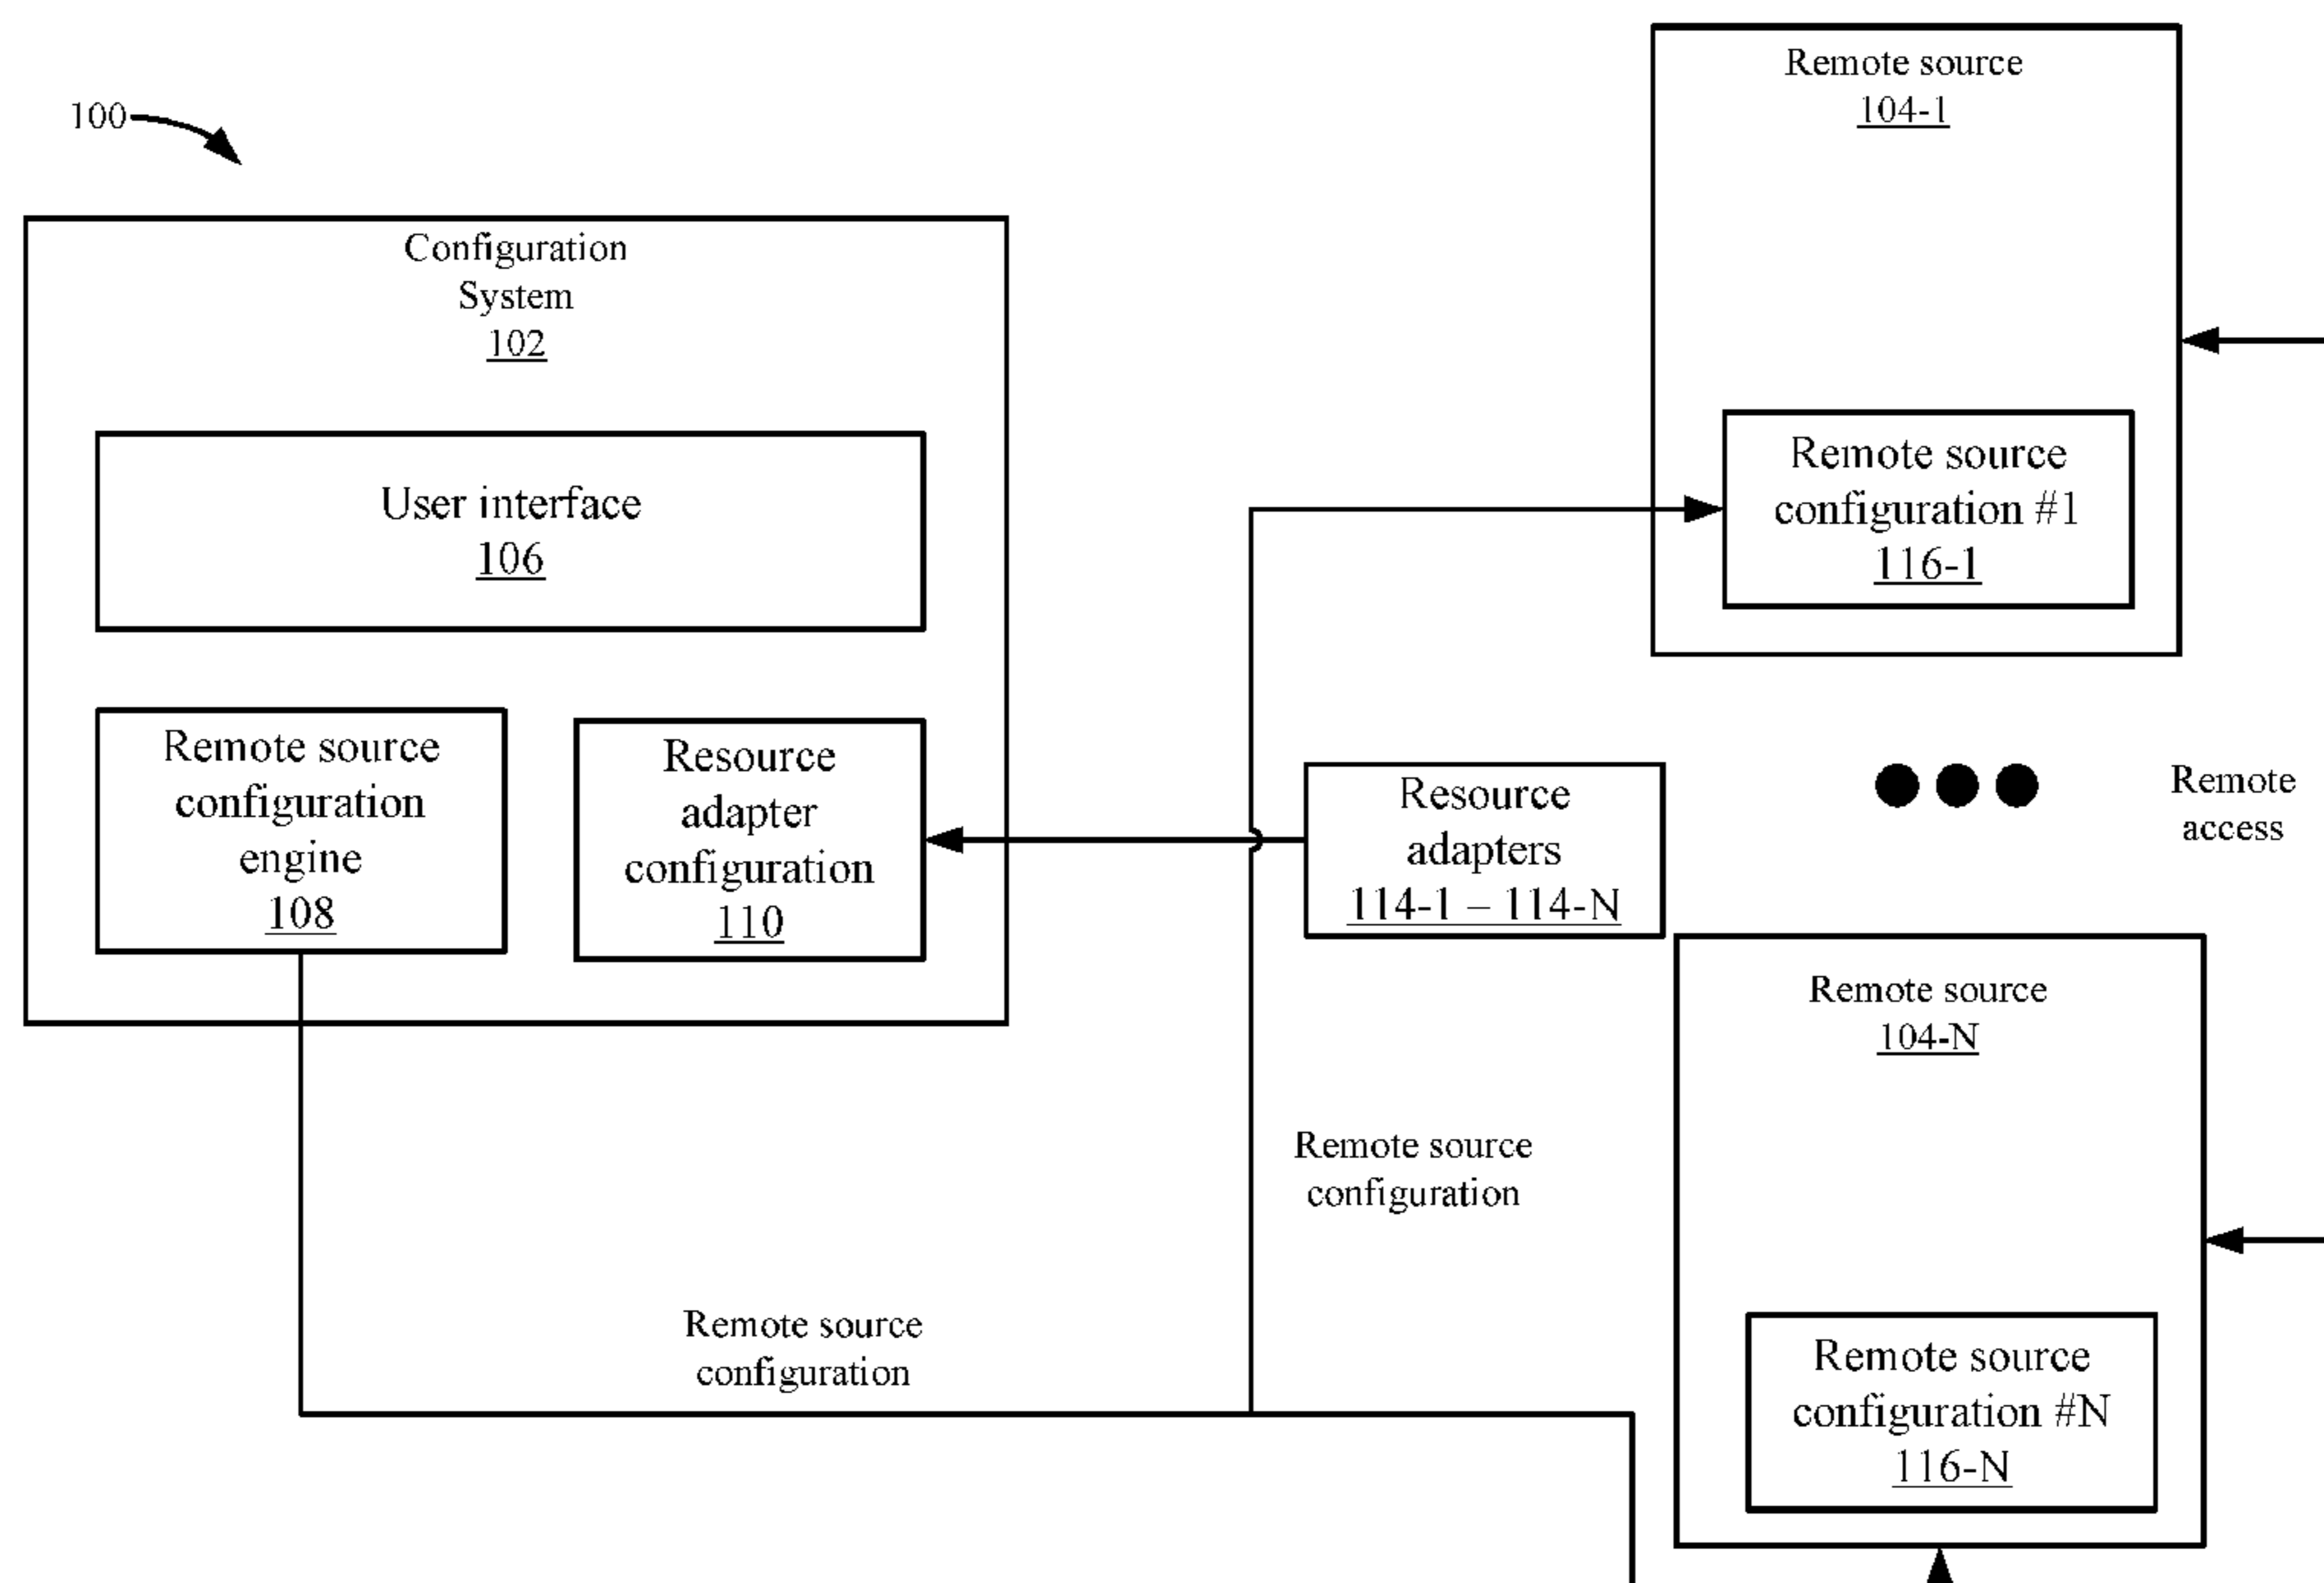 100
Configuration
System
102
User interface
106
Remote source
configuration
engine
108
Resource
adapter
configuration
110
Remote source
104-1
Remote source
configuration #1
116-1
Resource
adapters
114-1 – 114-N
Remote
access
Remote source
104-N
Remote source
configuration #N
116-N
Remote source
configuration
Remote source
configuration